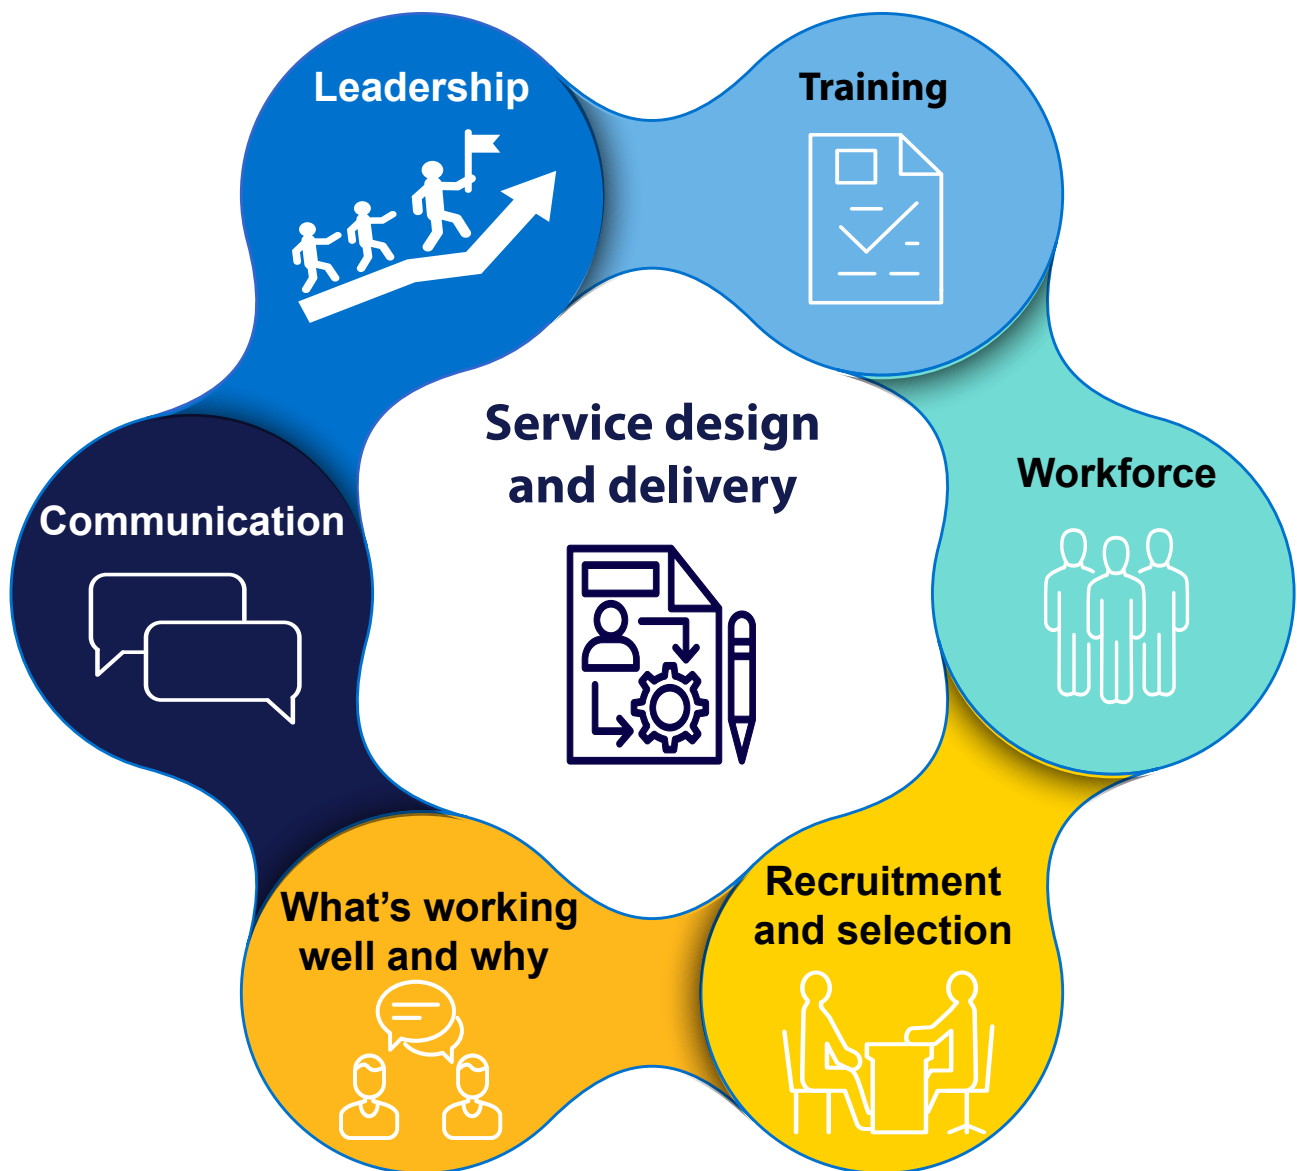 Leadership
Training
Service design
and delivery
Workforce
Communication
Recruitment
and selection
What’s working
well and why